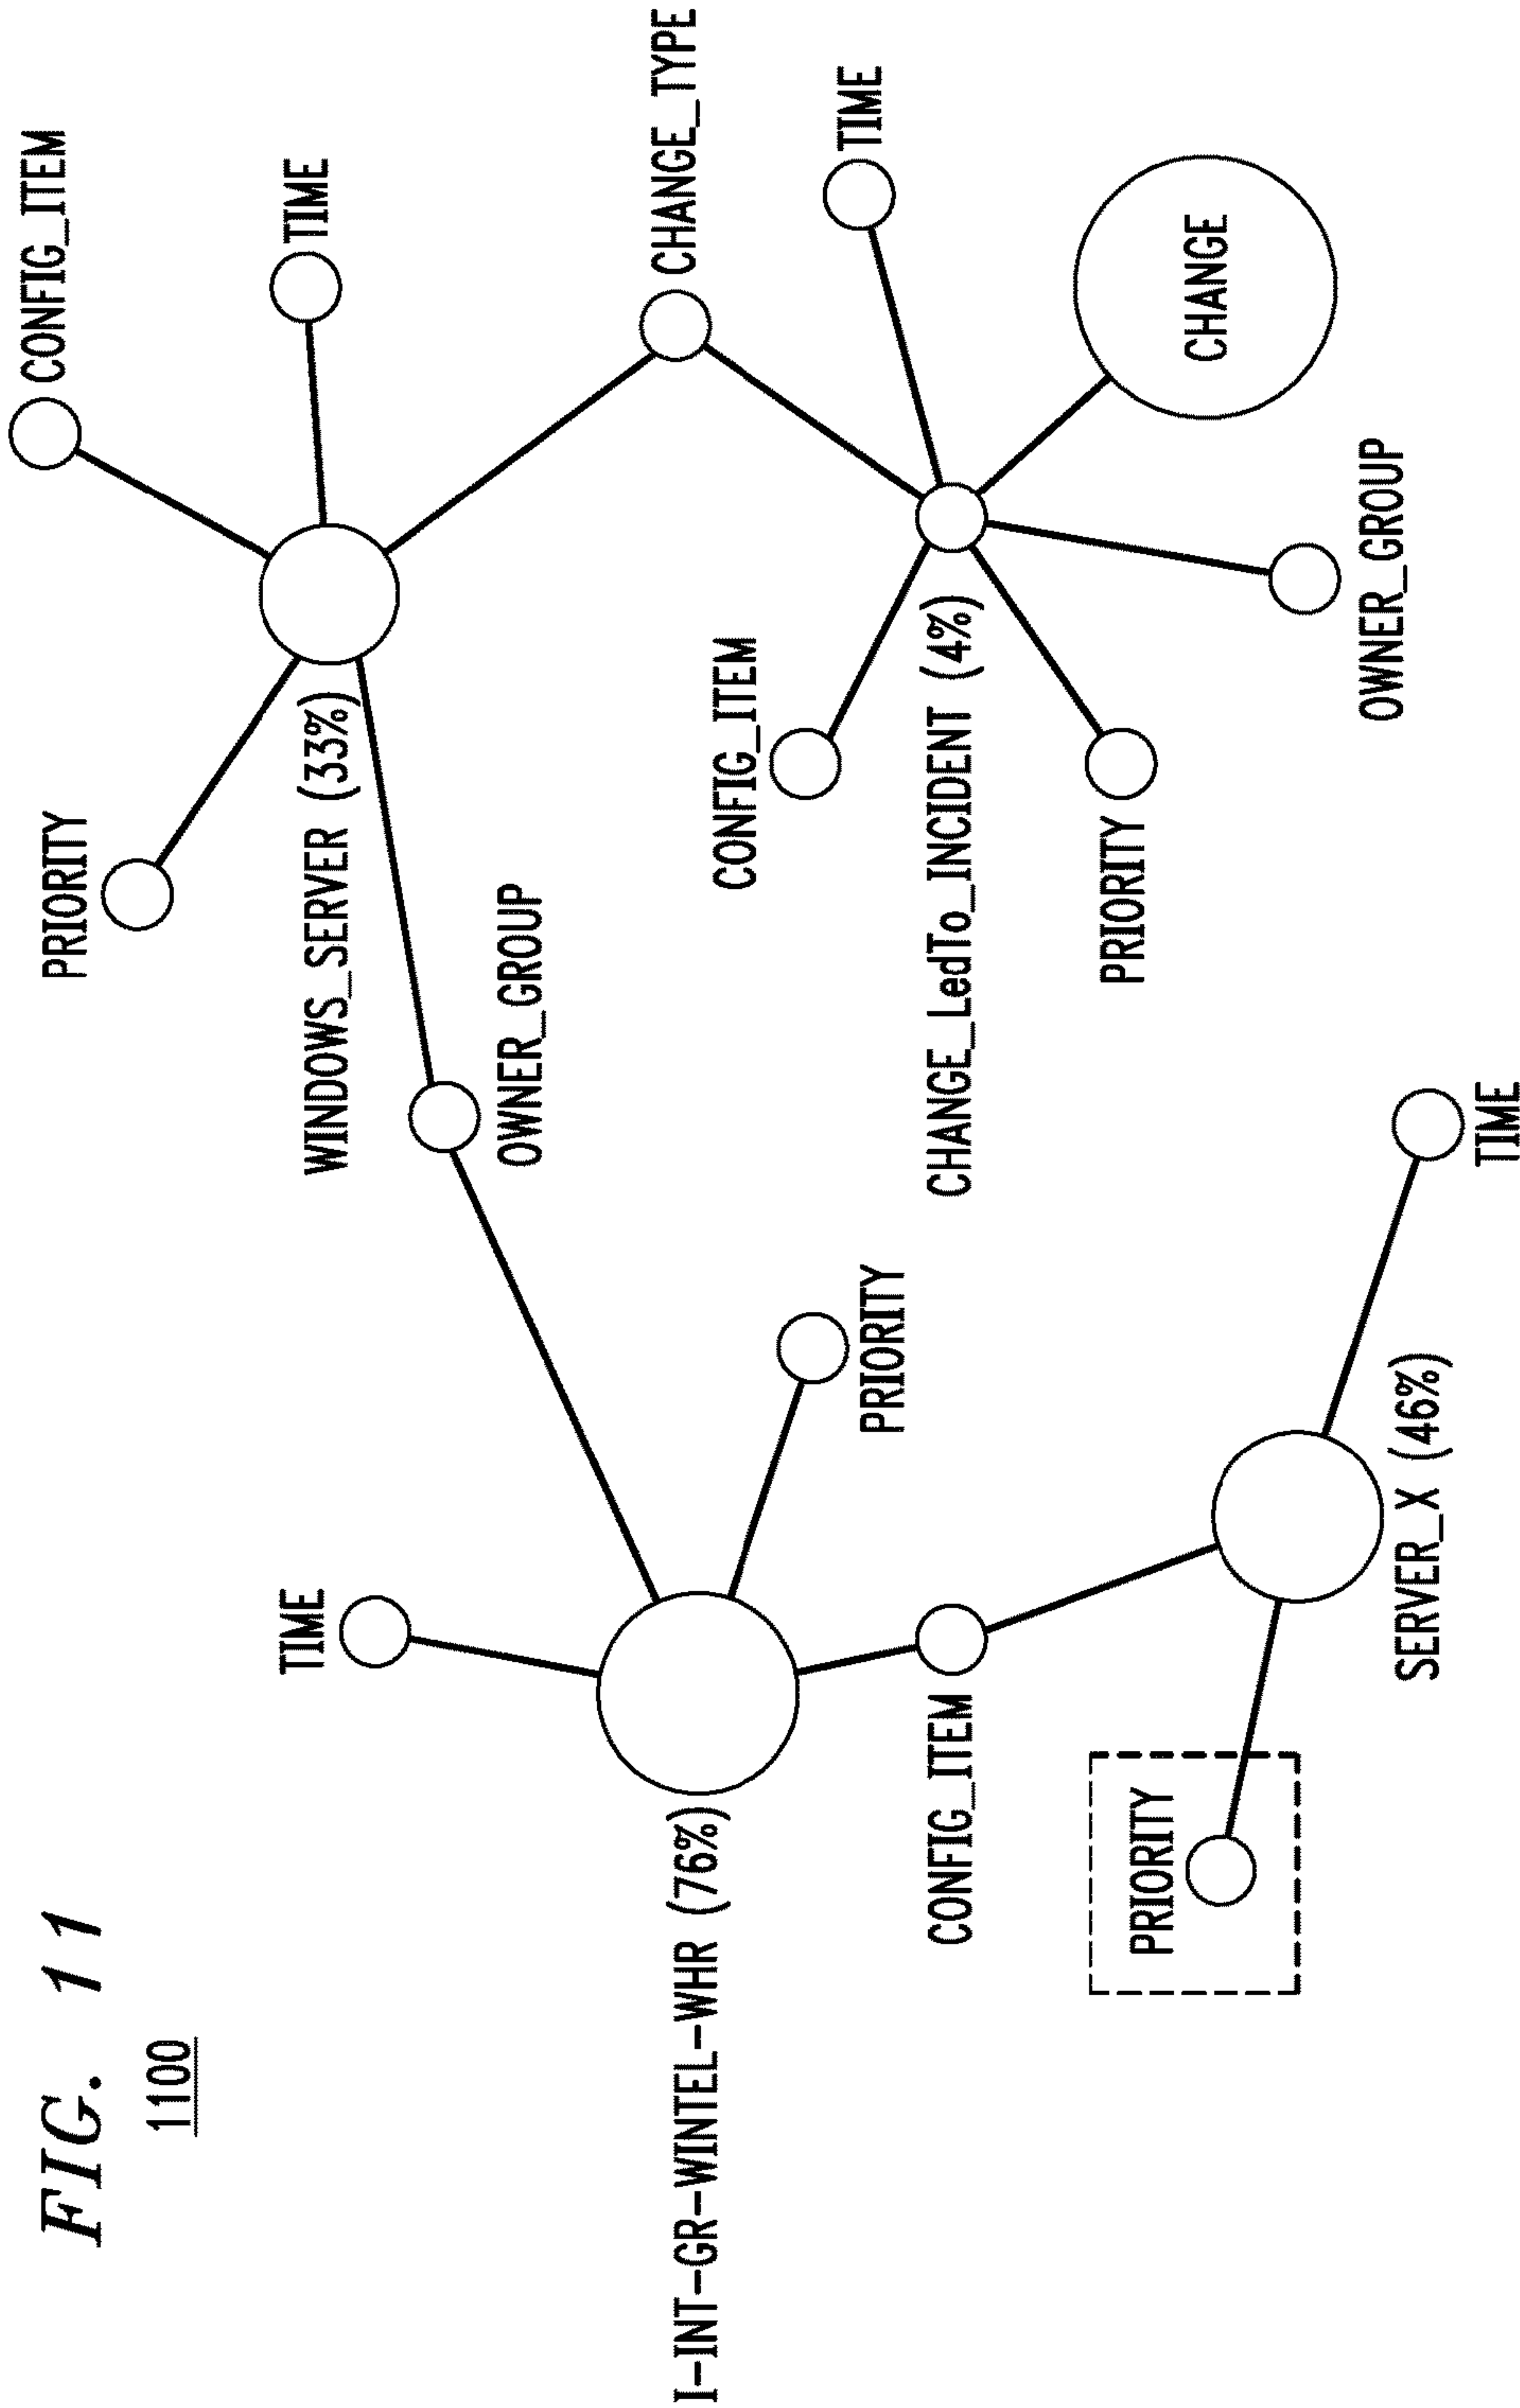 FIG. 11
1100
PRIORITY
CONFIG_ITEM
TIME
WINDOWS_SERVER (33%)
TIME
OWNER_GROUP
CHANGE_TYPE
I-INT-GR-WINTEL-WHR (76%)
PRIORITY
CONFIG_ITEM
TIME
CONFIG_ITEM
CHANGE_LedTo_INCIDENT (4%)
PRIORITY
PRIORITY
CHANGE
SERVER_X (46%)
OWNER_GROUP
TIME